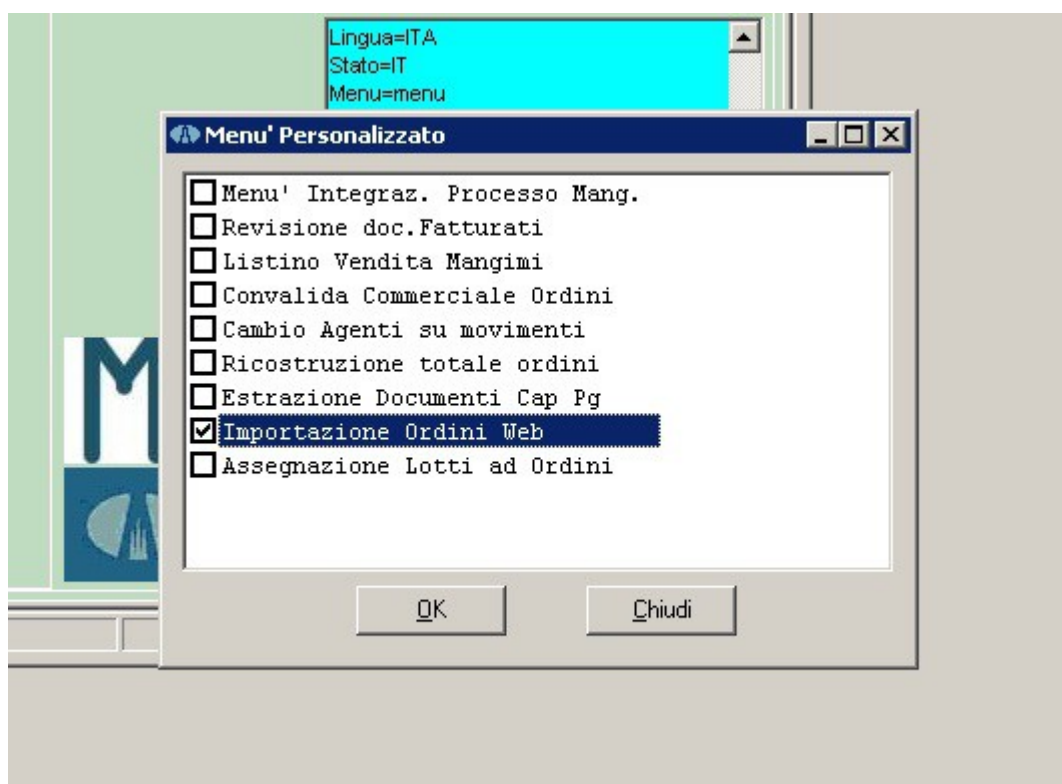 Lingua=ITA
Stato=IT
Menu=menu
Menu' Personalizzato
Menu' Integraz. Processo Mang.
Revisione doc.Fatturati
Listino Vendita Mangimi
Convalida Commerciale Ordini
Cambio Agenti su movimenti
Ricostruzione totale ordini
Estrazione Documenti Cap Pg
Importazione Ordini Web
Assegnazione Lotti ad Ordini
M
OK
Chiudi